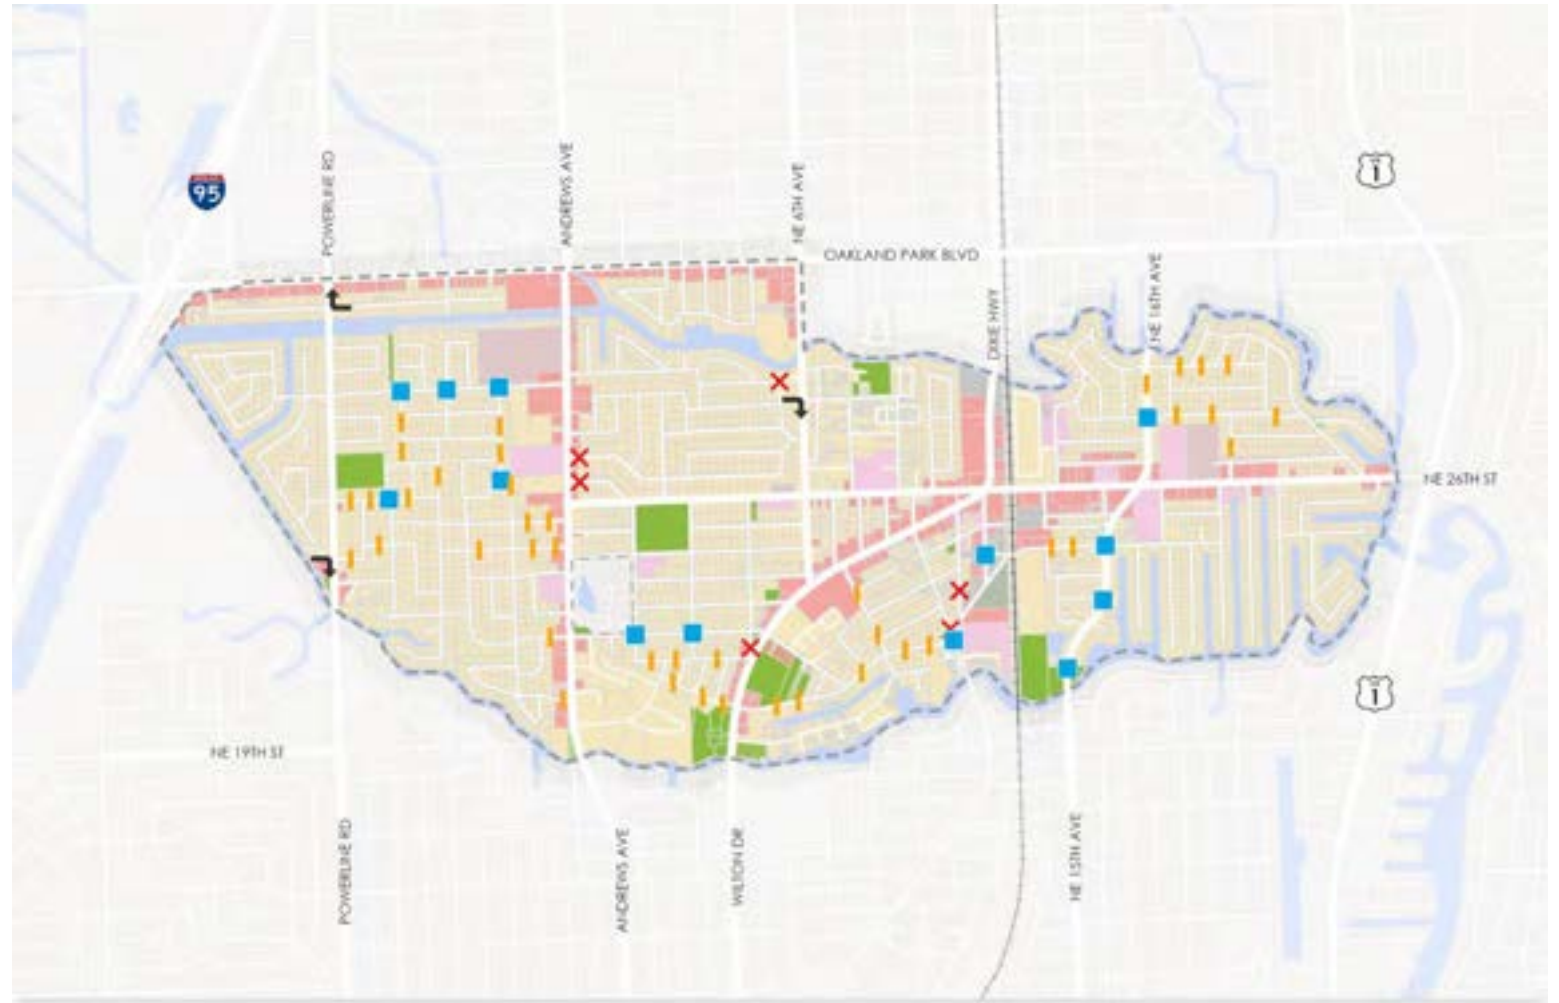 95
1
POWERLINE RD
ANDREWS AVE
NE 6TH AVE
OAKLAND PARK BLVD
NE 16TH AVE
DIXIE HWY
NE 26TH ST
1
NE 19TH ST
POWERLINE RD
ANDREWS AVE
WILTON DR
NE 15TH AVE